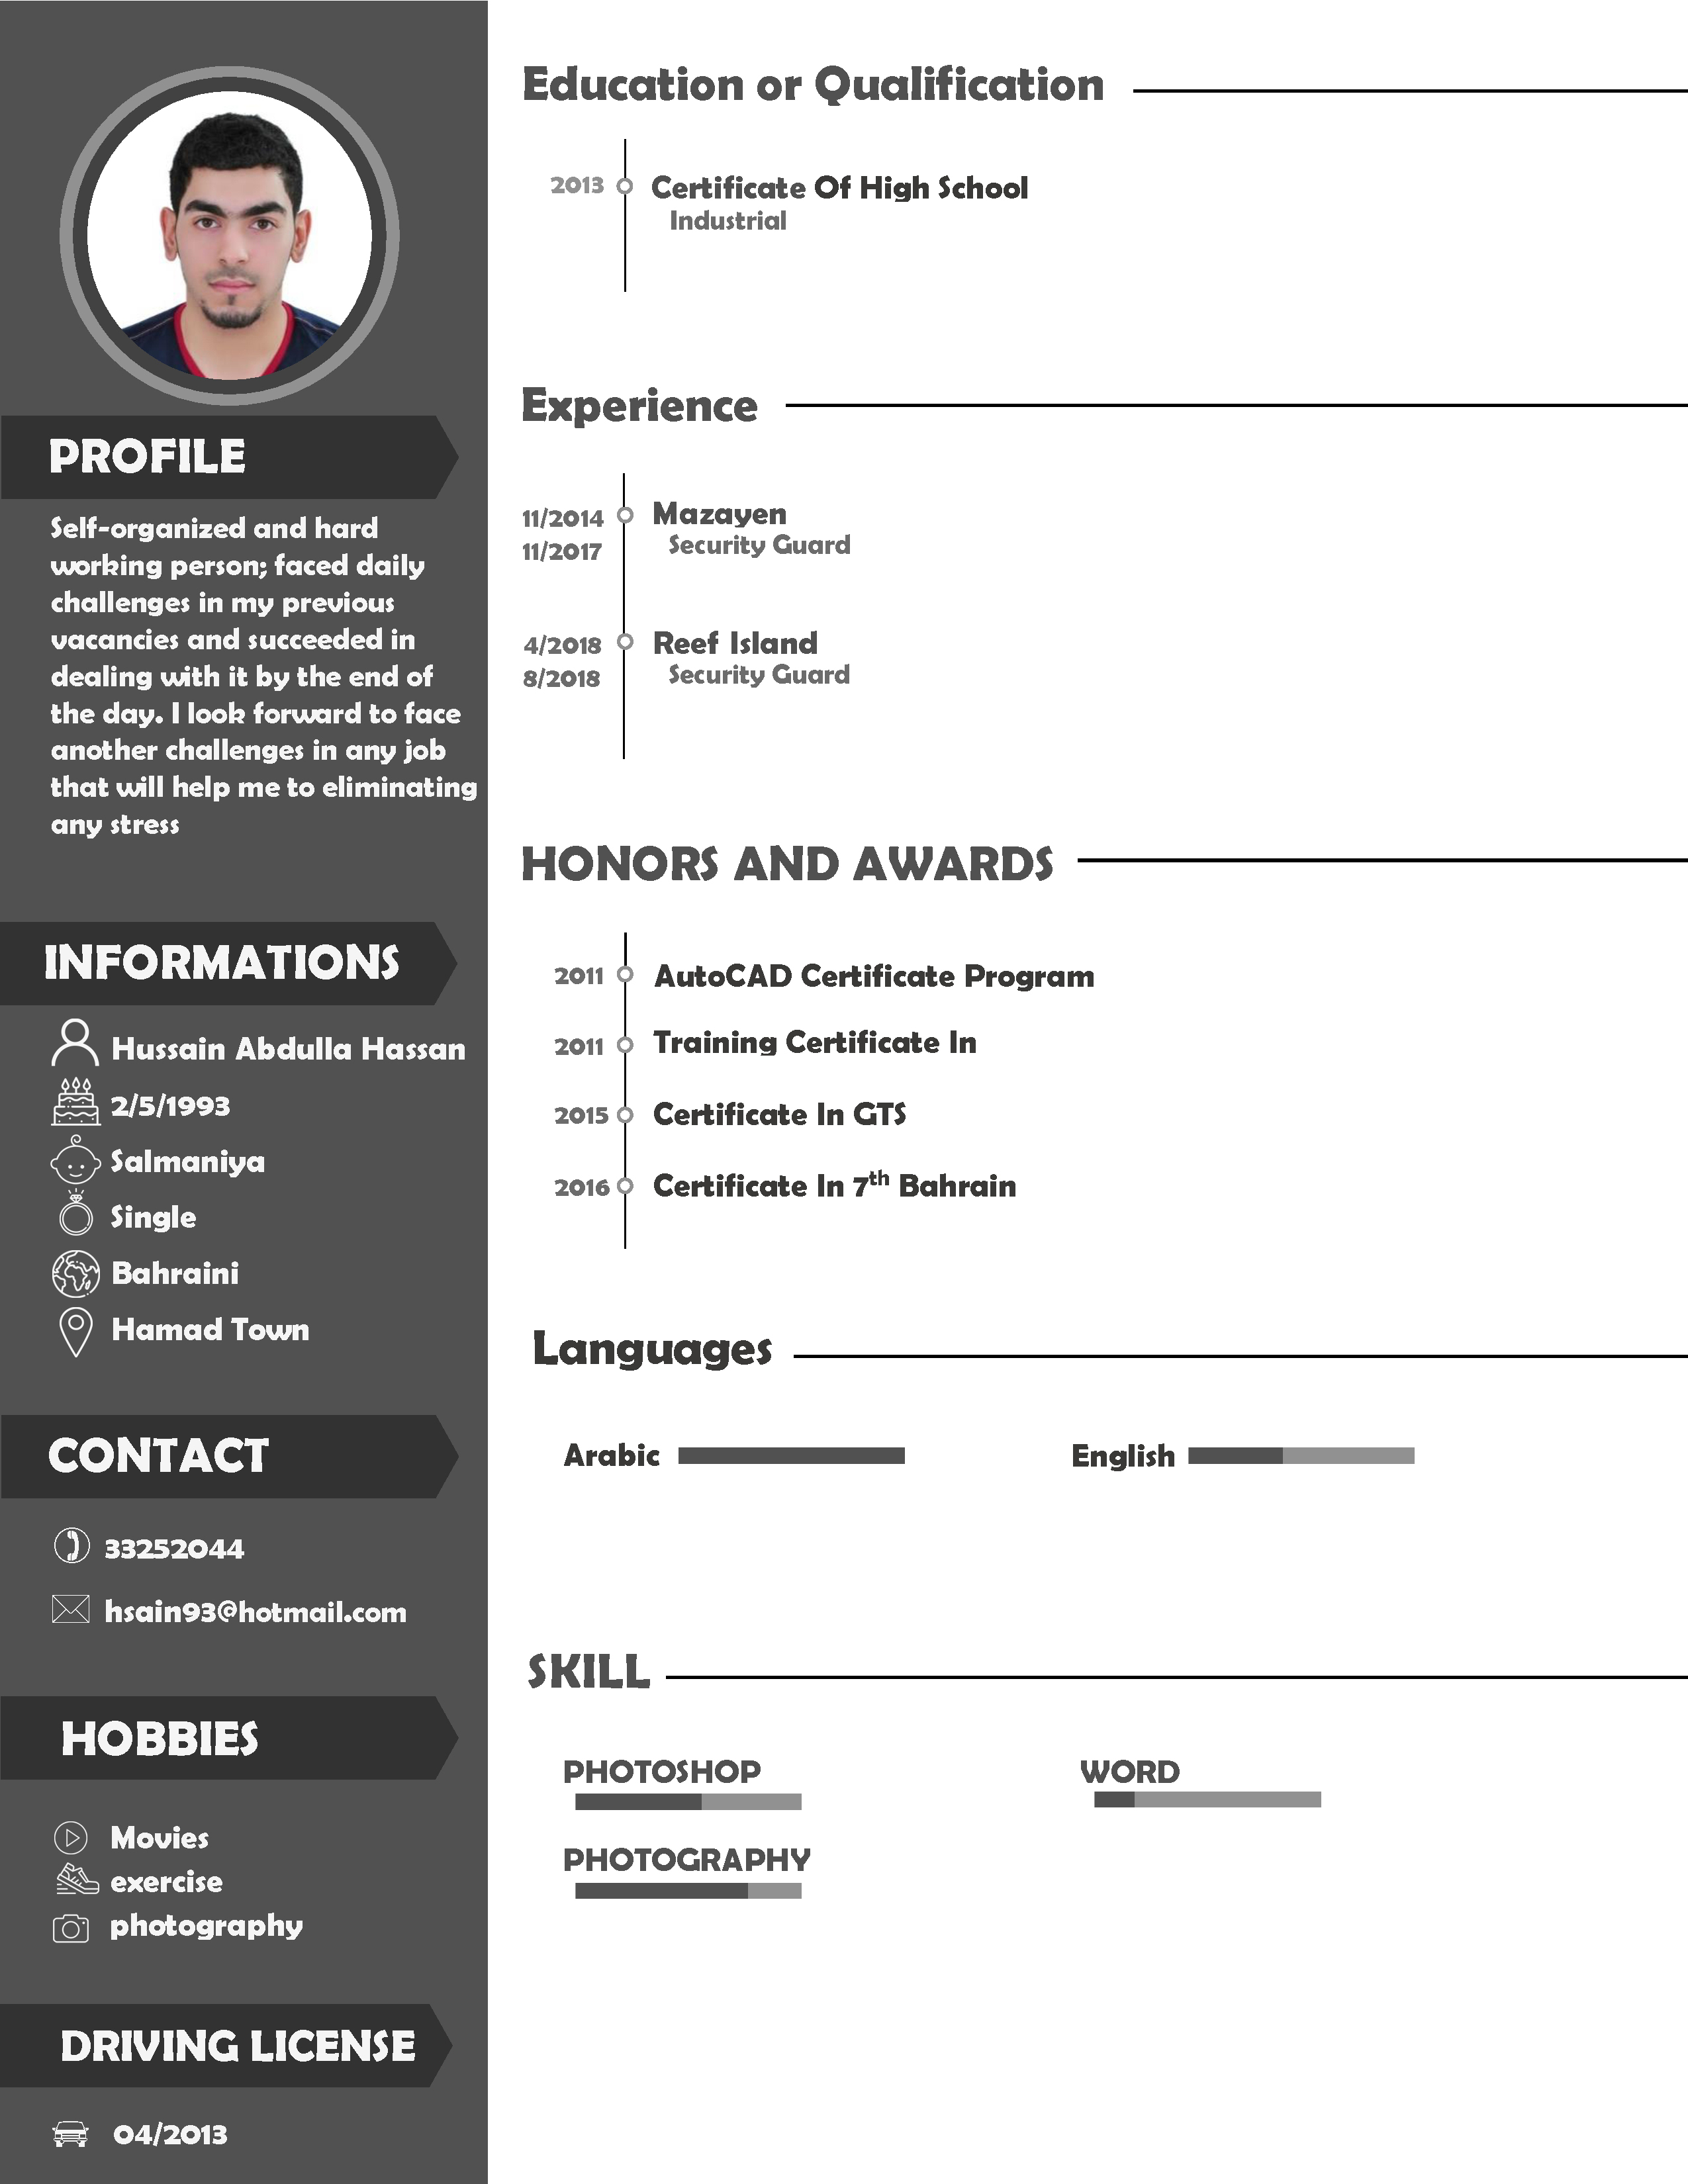 PROFILE
Self-organized and hard
working person; faced daily
challenges in my previous
vacancies and succeeded in
dealing with it by the end of
the day. I look forward to face
another challenges in any job
that will help me to eliminating
any stress
INFORMATIONS
Hussain Abdulla Hassan
2/5/1993
Salmaniya
Single
Bahraini
Hamad Town
CONTACT
33252044
hsain93@hotmail.com
HOBBIES
Movies
exercise
photography
DRIVING LICENSE
04/2013
Education or Qualification
2013 Certificate Of High School
Industrial
Experience
11/2014 Mazayen
11/2017 Security Guard
4/2018 Reef Island
8/2018 Security Guard
HONORS AND AWARDS
2011 AutoCAD Certificate Program
2011 Training Certificate In
2015 Certificate In GTS
2016 Certificate In 7th Bahrain
Languages
Arabic English
SKILL
PHOTOSHOP WORD
PHOTOGRAPHY